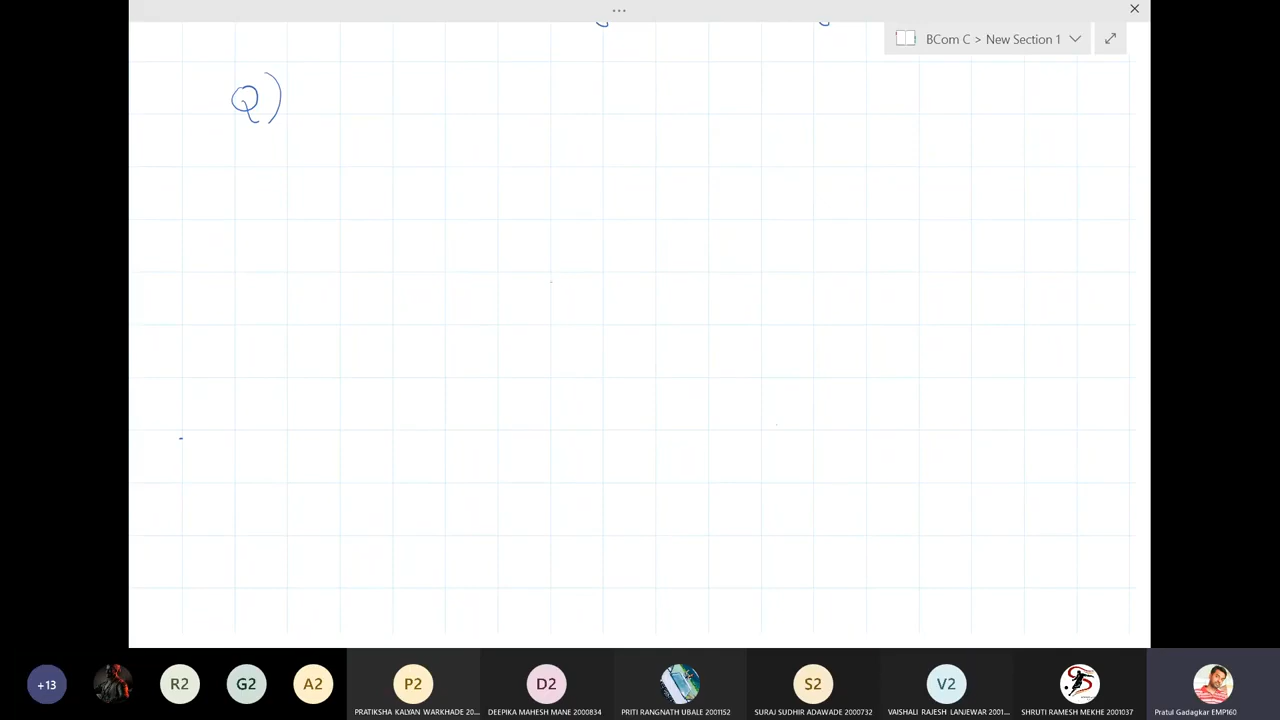 BCom C > New Section 1
Q)
+13
R2
G2
A2
P2
D2
S2
V2
PRATIKSHA KALYAN WARKHADE 20...
DEEPIKA MAHESH MANE 2000834
PRITI RANGNATH UBALE 2001152
SURAJ SUDHIR ADAWADE 2000732
VAISHALI RAJESH LANJEWAR 2001...
SHRUTI RAMESH MEKHE 2001037
Pratul Gadagkar EMP160